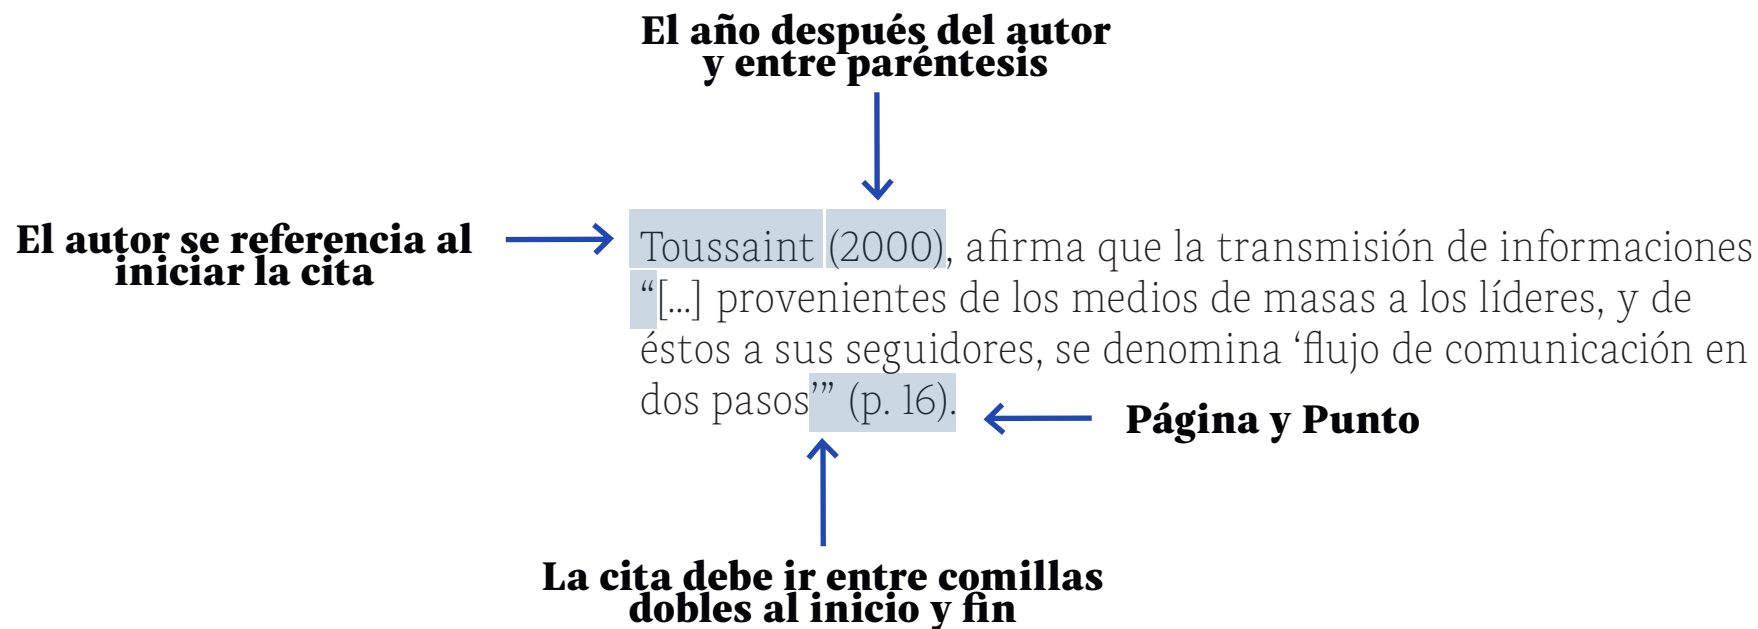 El año después del autor
y entre paréntesis
El autor se referencia al
iniciar la cita
Toussaint (2000), afirma que la transmisión de informaciones
“[...] provenientes de los medios de masas a los líderes, y de
éstos a sus seguidores, se denomina ‘flujo de comunicación en
dos pasos’” (p. 16).
Página y Punto
La cita debe ir entre comillas
dobles al inicio y fin